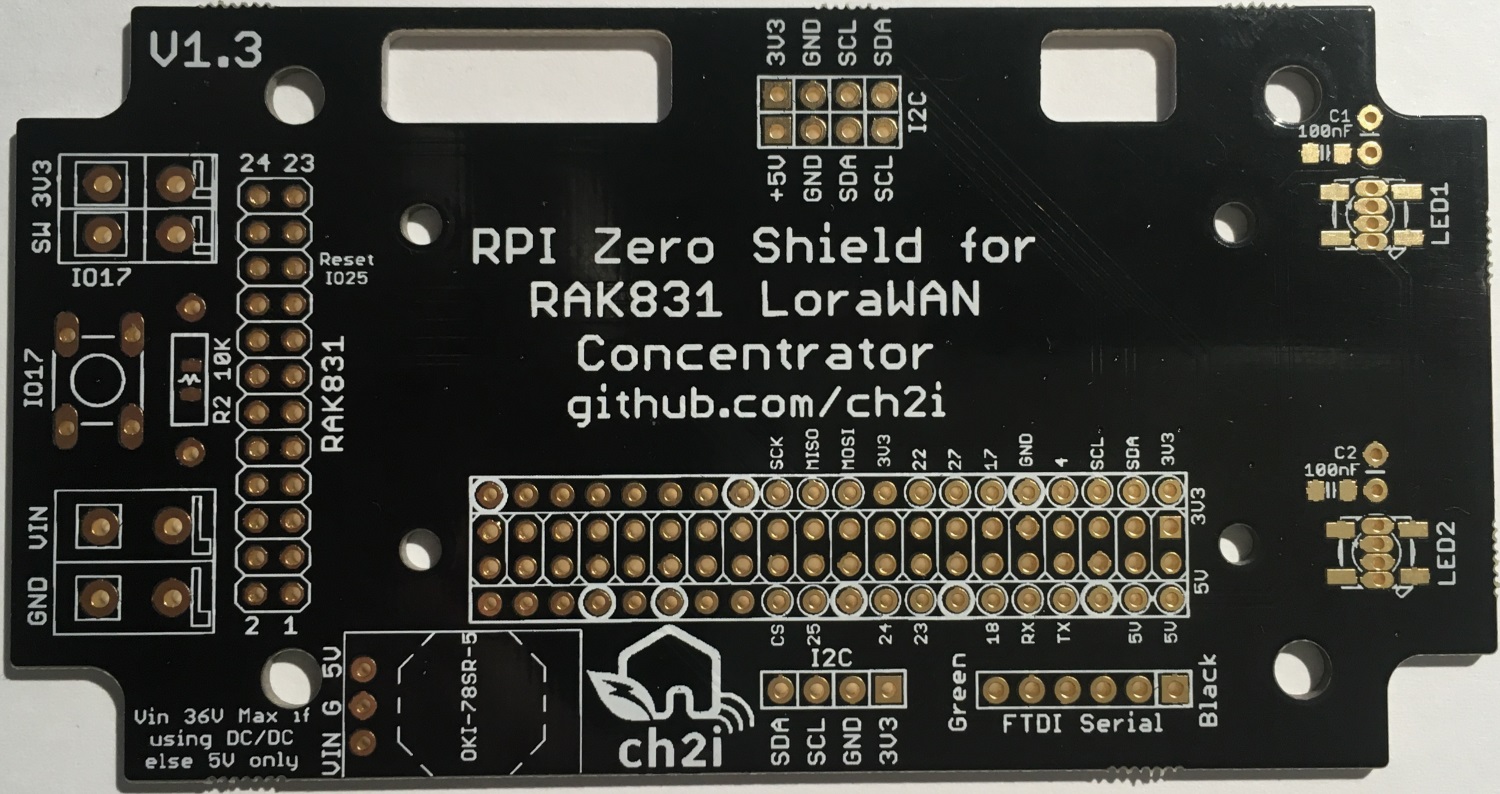 V1.3
3V3 GND SCL SDA
I2C
+5V GND SDA SCL
C1
100nF
LED1
SW 3V3
IO17
24 23
Reset
IO25
RPI Zero Shield for
RAK831 LoraWAN
Concentrator
github.com/ch2i
IO17
R2 10K
RAK831
C2
100nF
LED2
SCK MISO MOSI 3V3 22 27 17 GND 4 SCL SDA 3V3
3V3
5V
CS 25 24 23 18 RX TX 5V 5V
GND VIN
2 1
VIN G 5V
OKI-78SR-5
Vin 36V Max if
using DC/DC
else 5V only
ch2i
I2C
SDA SCL GND 3V3
Green
FTDI Serial
Black